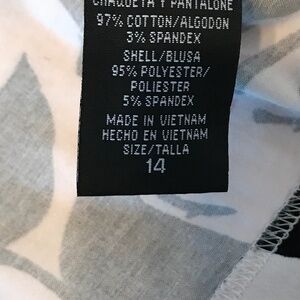 CHAQUETA Y PANTALONE
97% COTTON/ALGODON
3% SPANDEX
SHELL/BLUSA
95% POLYESTER/
POLIESTER
5% SPANDEX
MADE IN VIETNAM
HECHO EN VIETNAM
SIZE/TALLA
14